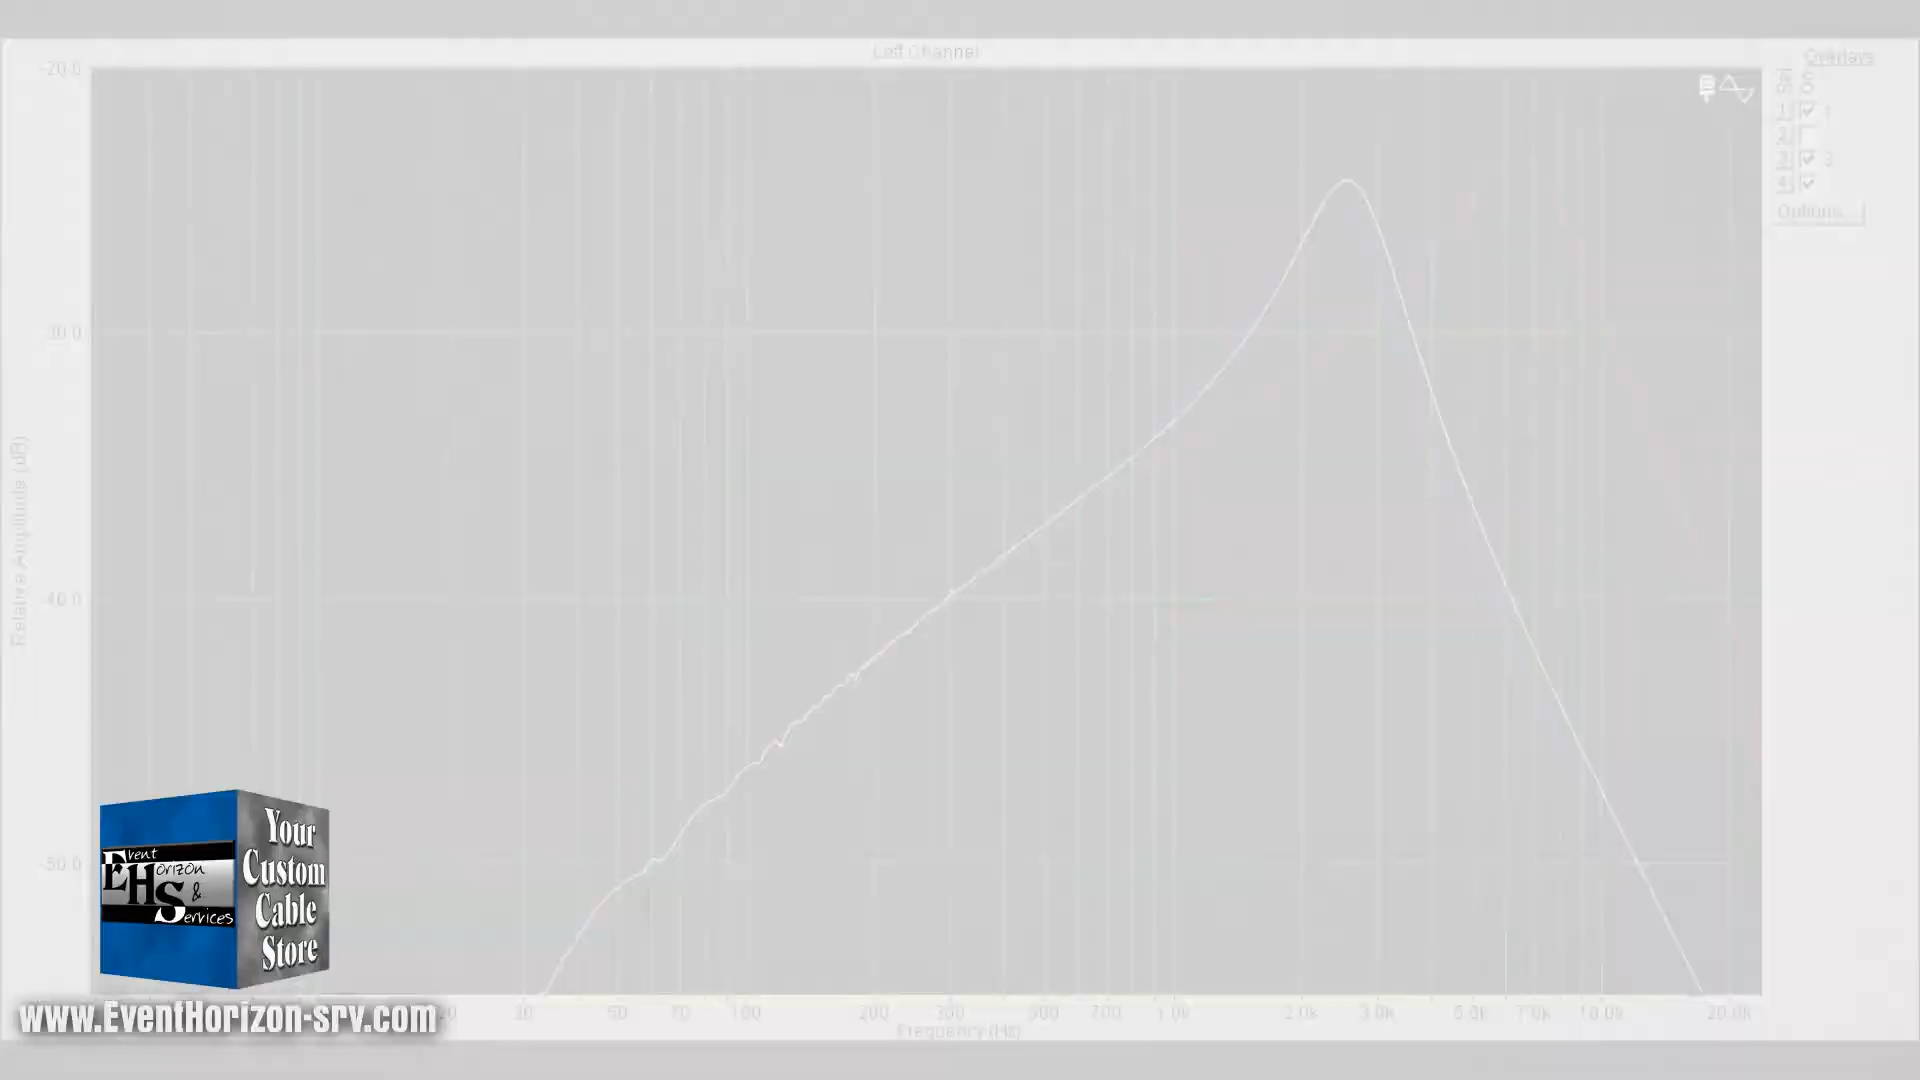 Left Channel
Overlays
-20.0
-40.0
-50.0
Relative Amplitude (dB)
Options...
30 50 70 100 200 300 500 700 1.0k 2.0k 3.0k 5.0k 7.0k 10.0k 20.0k
Frequency (Hz)
Event
Horizon
&
Services
EHS
Your
Custom
Cable
Store
www.EventHorizon-srv.com